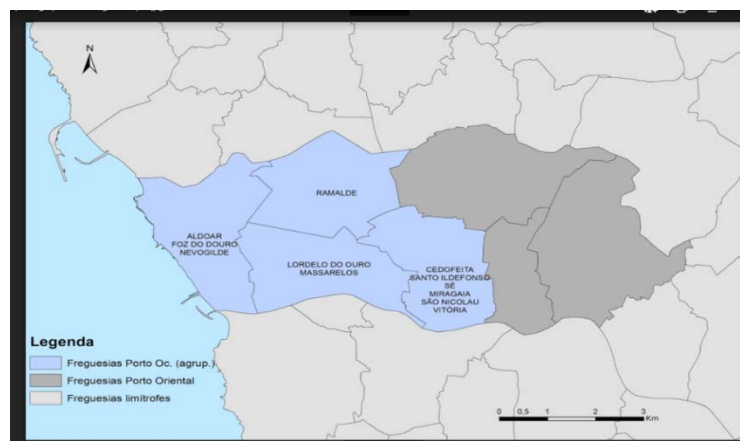 N
RAMALDE
ALDOAR
FOZ DO DOURO
NEVOGILDE
LORDELO DO OURO
MASSARELOS
CEDOFEITA
SANTO ILDEFONSO
SÉ
MIRAGAIA
SÃO NICOLAU
VITÓRIA
Legenda
Freguesias Porto Oc. (agrup.)
Freguesias Porto Oriental
Freguesias limítrofes
0 0,5 1 2 3
Km